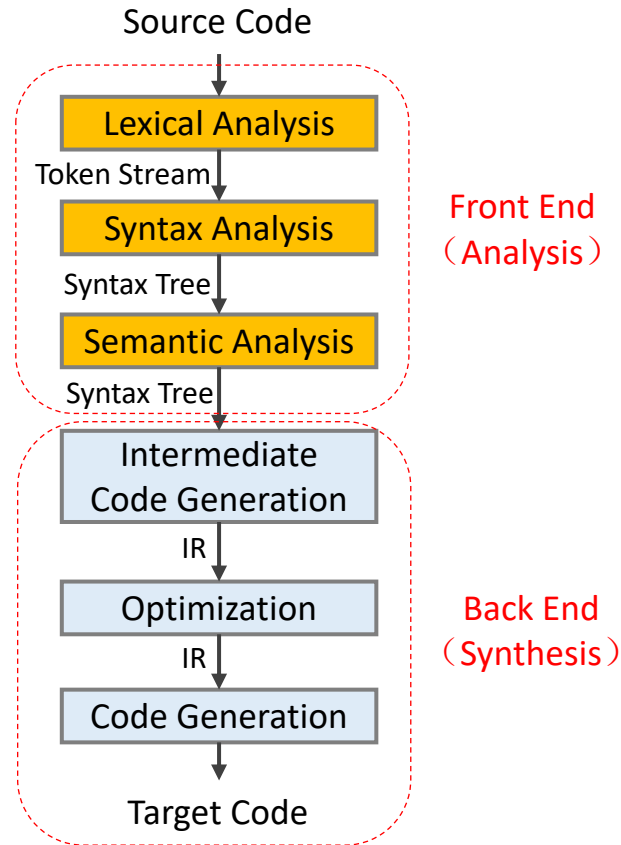 Source Code
Lexical Analysis
Token Stream
Syntax Analysis
Syntax Tree
Semantic Analysis
Syntax Tree
Front End
（Analysis）
Intermediate
Code Generation
IR
Optimization
IR
Code Generation
Target Code
Back End
（Synthesis）